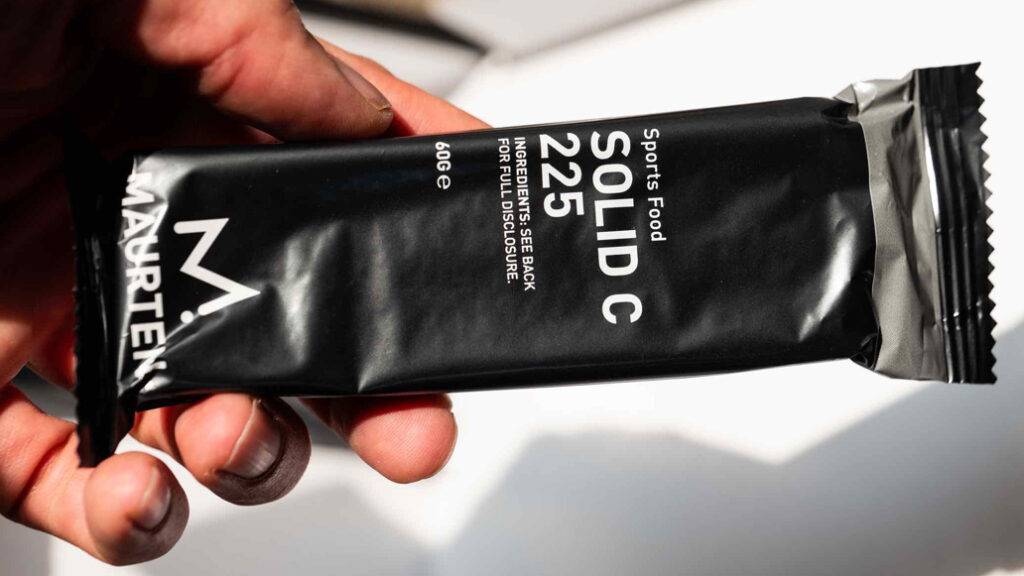 Sports Food
SOLID C
225
INGREDIENTS: SEE BACK
FOR FULL DISCLOSURE.
60G e
MAURTEN